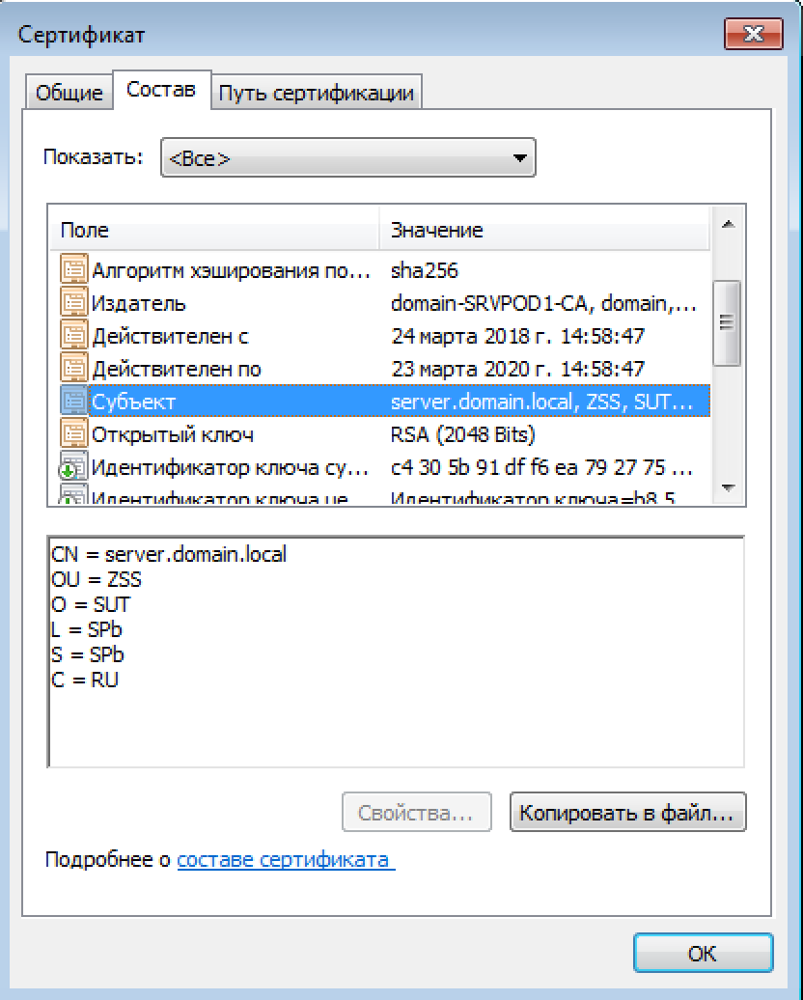 Сертификат
Общие Состав Путь сертификации
Показать: <Все>
Поле Значение
Алгоритм хэширования по... sha256
Издатель domain-SRVPOD1-CA, domain,...
Действителен с 24 марта 2018 г. 14:58:47
Действителен по 23 марта 2020 г. 14:58:47
Субъект server.domain.local, ZSS, SUT...
Открытый ключ RSA (2048 Bits)
Идентификатор ключа су... c4 30 5b 91 df f6 ea 79 27 75 ...
Идентификатор ключа це Идентификатор ключа=b8 5
CN = server.domain.local
OU = ZSS
O = SUT
L = SPb
S = SPb
C = RU
Свойства... Копировать в файл...
Подробнее о составе сертификата
ОК